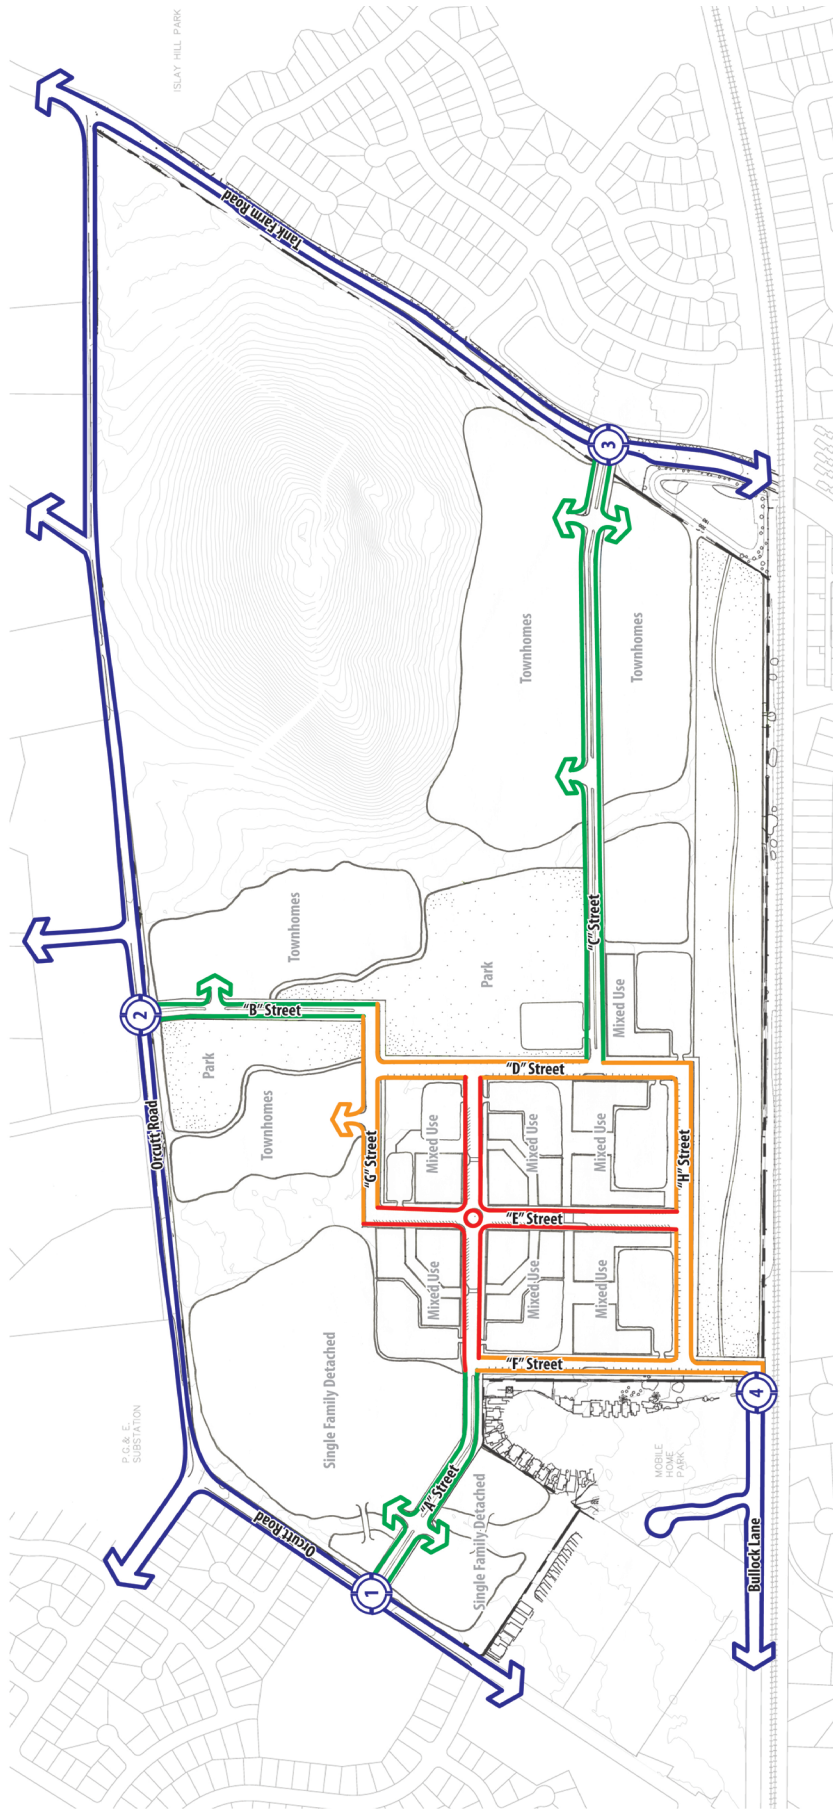 ISLAY HILL PARK
Tank Farm Road
3
Townhomes
Townhomes
Townhomes
"C" Street
Park
Mixed Use
2
"B" Street
Park
Orcutt Road
Townhomes
"D" Street
"G" Street
Mixed Use
Mixed Use
Mixed Use
"H" Street
"E" Street
Mixed Use
Mixed Use
Mixed Use
"F" Street
4
Single Family Detached
P.G.& E.
SUBSTATION
"A" Street
Single Family Detached
MOBILE
HOME
PARK
Orcutt Road
Bullock Lane
1